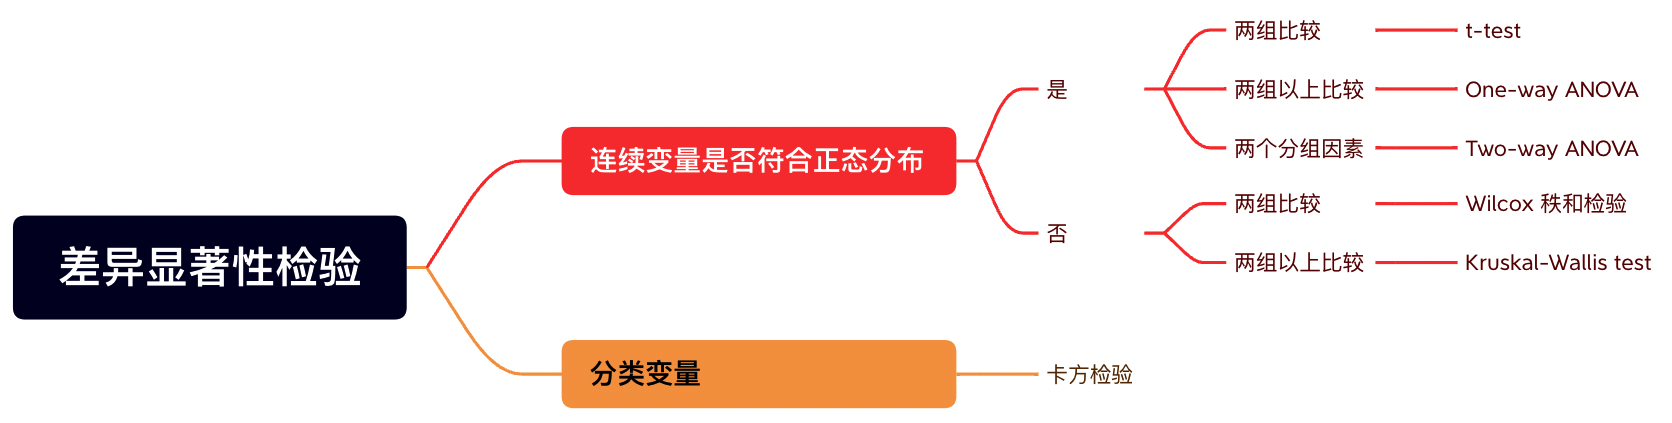 差异显著性检验
连续变量是否符合正态分布
是
两组比较
t-test
两组以上比较
One-way ANOVA
两个分组因素
Two-way ANOVA
否
两组比较
Wilcox 秩和检验
两组以上比较
Kruskal-Wallis test
分类变量
卡方检验